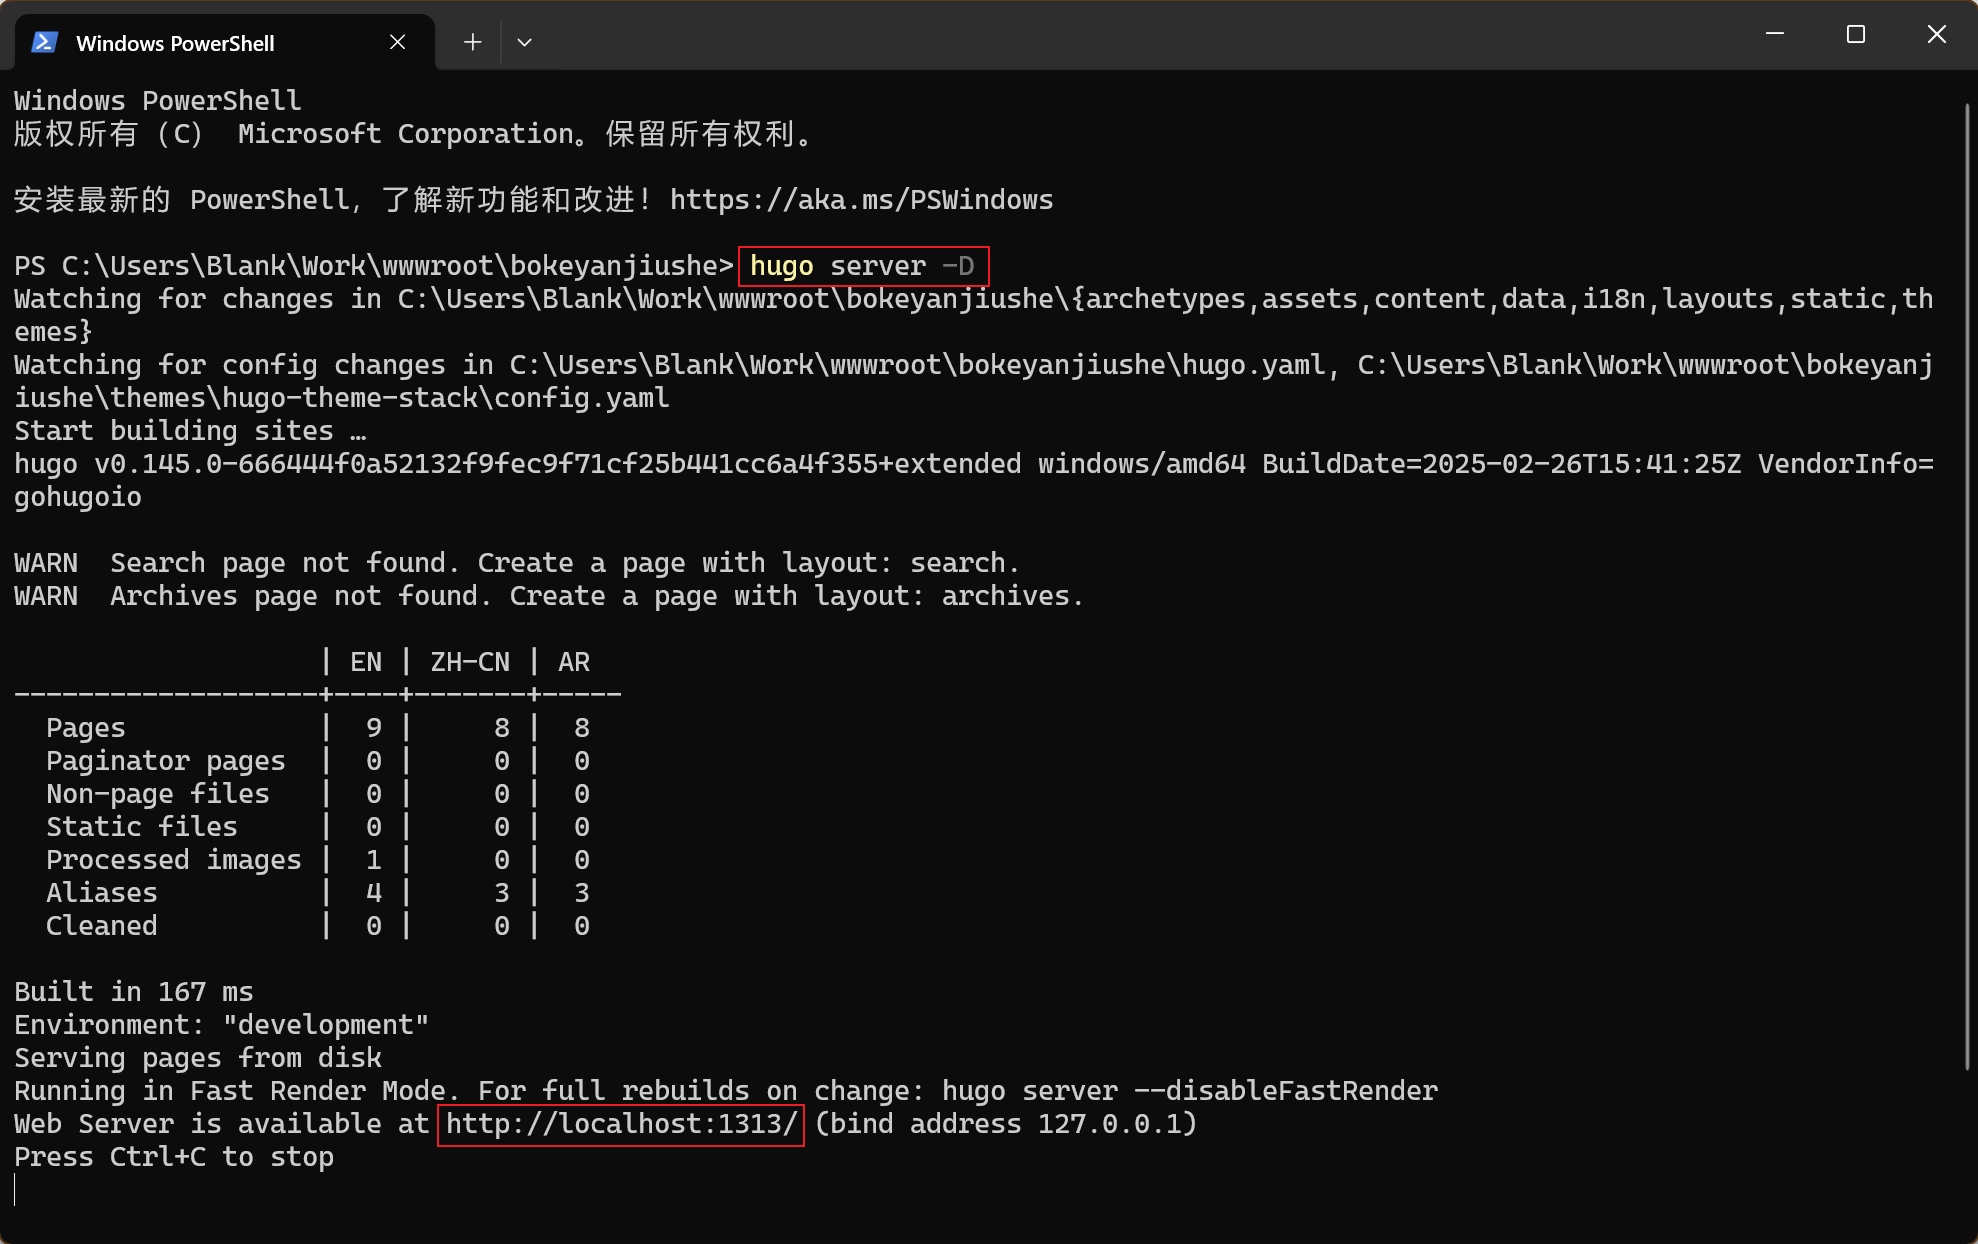 Windows PowerShell
Windows PowerShell
版权所有（C） Microsoft Corporation。保留所有权利。
安装最新的 PowerShell，了解新功能和改进！https://aka.ms/PSWindows
PS C:\Users\Blank\Work\wwwroot\bokeyanjiushe> hugo server -D
Watching for changes in C:\Users\Blank\Work\wwwroot\bokeyanjiushe\{archetypes,assets,content,data,i18n,layouts,static,th
emes}
Watching for config changes in C:\Users\Blank\Work\wwwroot\bokeyanjiushe\hugo.yaml, C:\Users\Blank\Work\wwwroot\bokeyanj
iushe\themes\hugo-theme-stack\config.yaml
Start building sites …
hugo v0.145.0-666444f0a52132f9fec9f71cf25b441cc6a4f355+extended windows/amd64 BuildDate=2025-02-26T15:41:25Z VendorInfo=
gohugoio
WARN  Search page not found. Create a page with layout: search.
WARN  Archives page not found. Create a page with layout: archives.
                   | EN | ZH-CN | AR
-------------------+----+-------+-----
  Pages            |  9 |     8 |  8
  Paginator pages  |  0 |     0 |  0
  Non-page files   |  0 |     0 |  0
  Static files     |  0 |     0 |  0
  Processed images |  1 |     0 |  0
  Aliases          |  4 |     3 |  3
  Cleaned          |  0 |     0 |  0
Built in 167 ms
Environment: "development"
Serving pages from disk
Running in Fast Render Mode. For full rebuilds on change: hugo server --disableFastRender
Web Server is available at http://localhost:1313/ (bind address 127.0.0.1)
Press Ctrl+C to stop